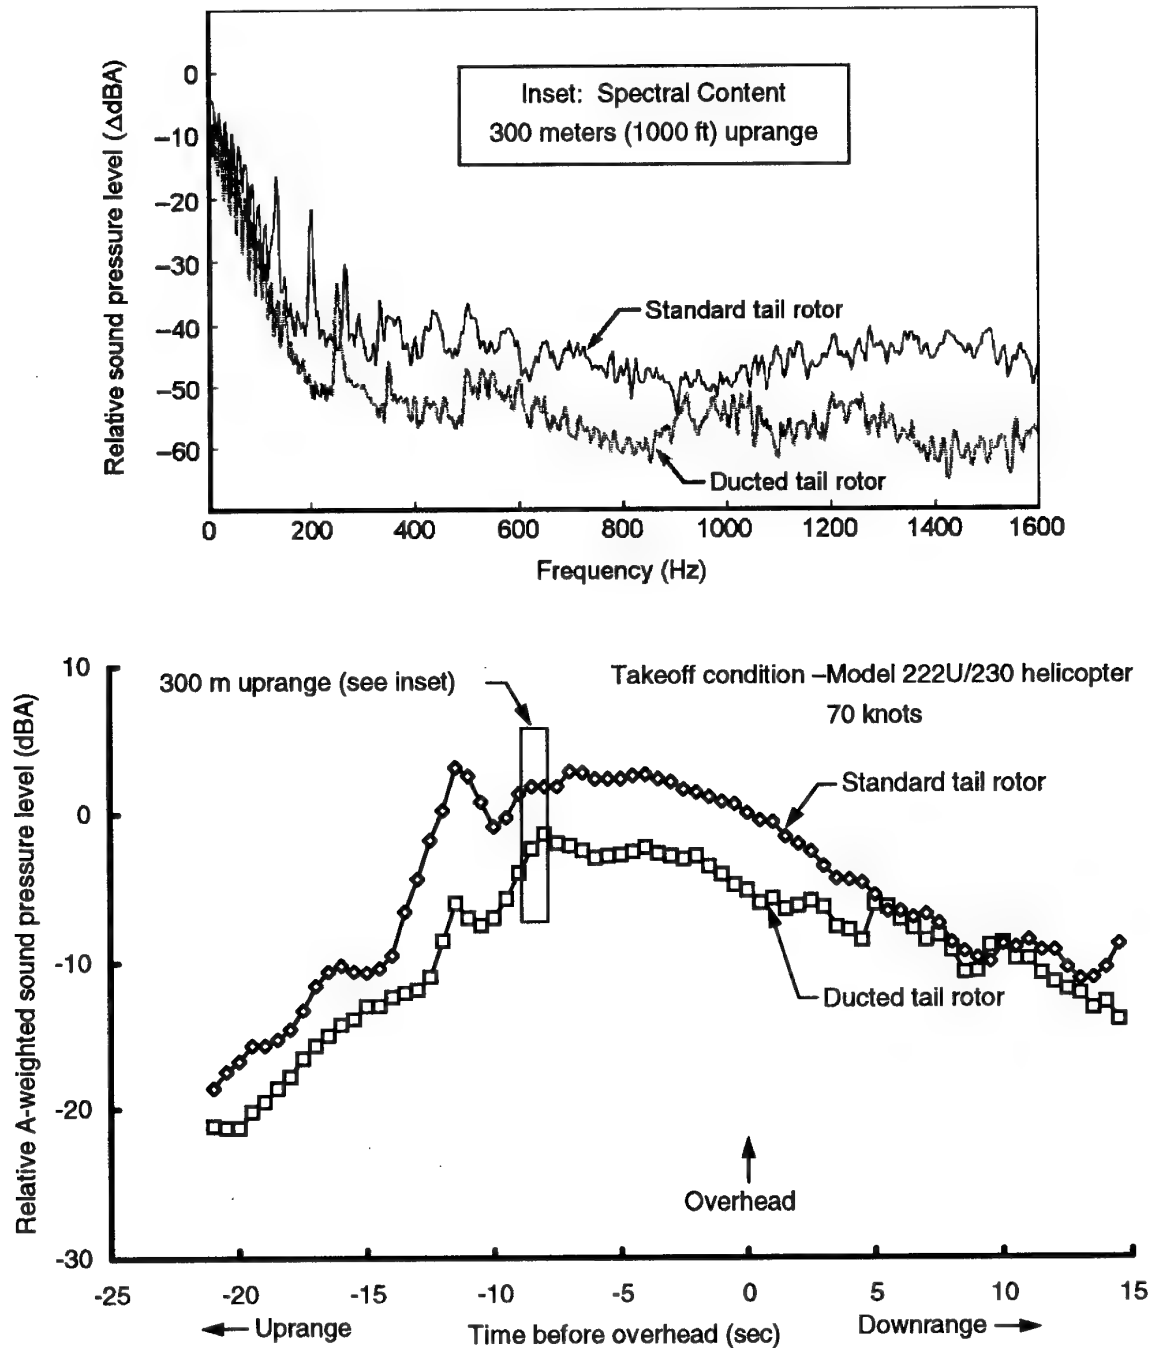 Relative sound pressure level (ΔdBA)
0
–10
–20
–30
–40
–50
–60
Inset: Spectral Content
300 meters (1000 ft) uprange
Standard tail rotor
Ducted tail rotor
0 200 400 600 800 1000 1200 1400 1600
Frequency (Hz)
Relative A-weighted sound pressure level (dBA)
10
0
-10
-20
-30
300 m uprange (see inset)
Takeoff condition –Model 222U/230 helicopter
70 knots
Standard tail rotor
Ducted tail rotor
Overhead
-25 -20 -15 -10 -5 0 5 10 15
Uprange
Time before overhead (sec)
Downrange